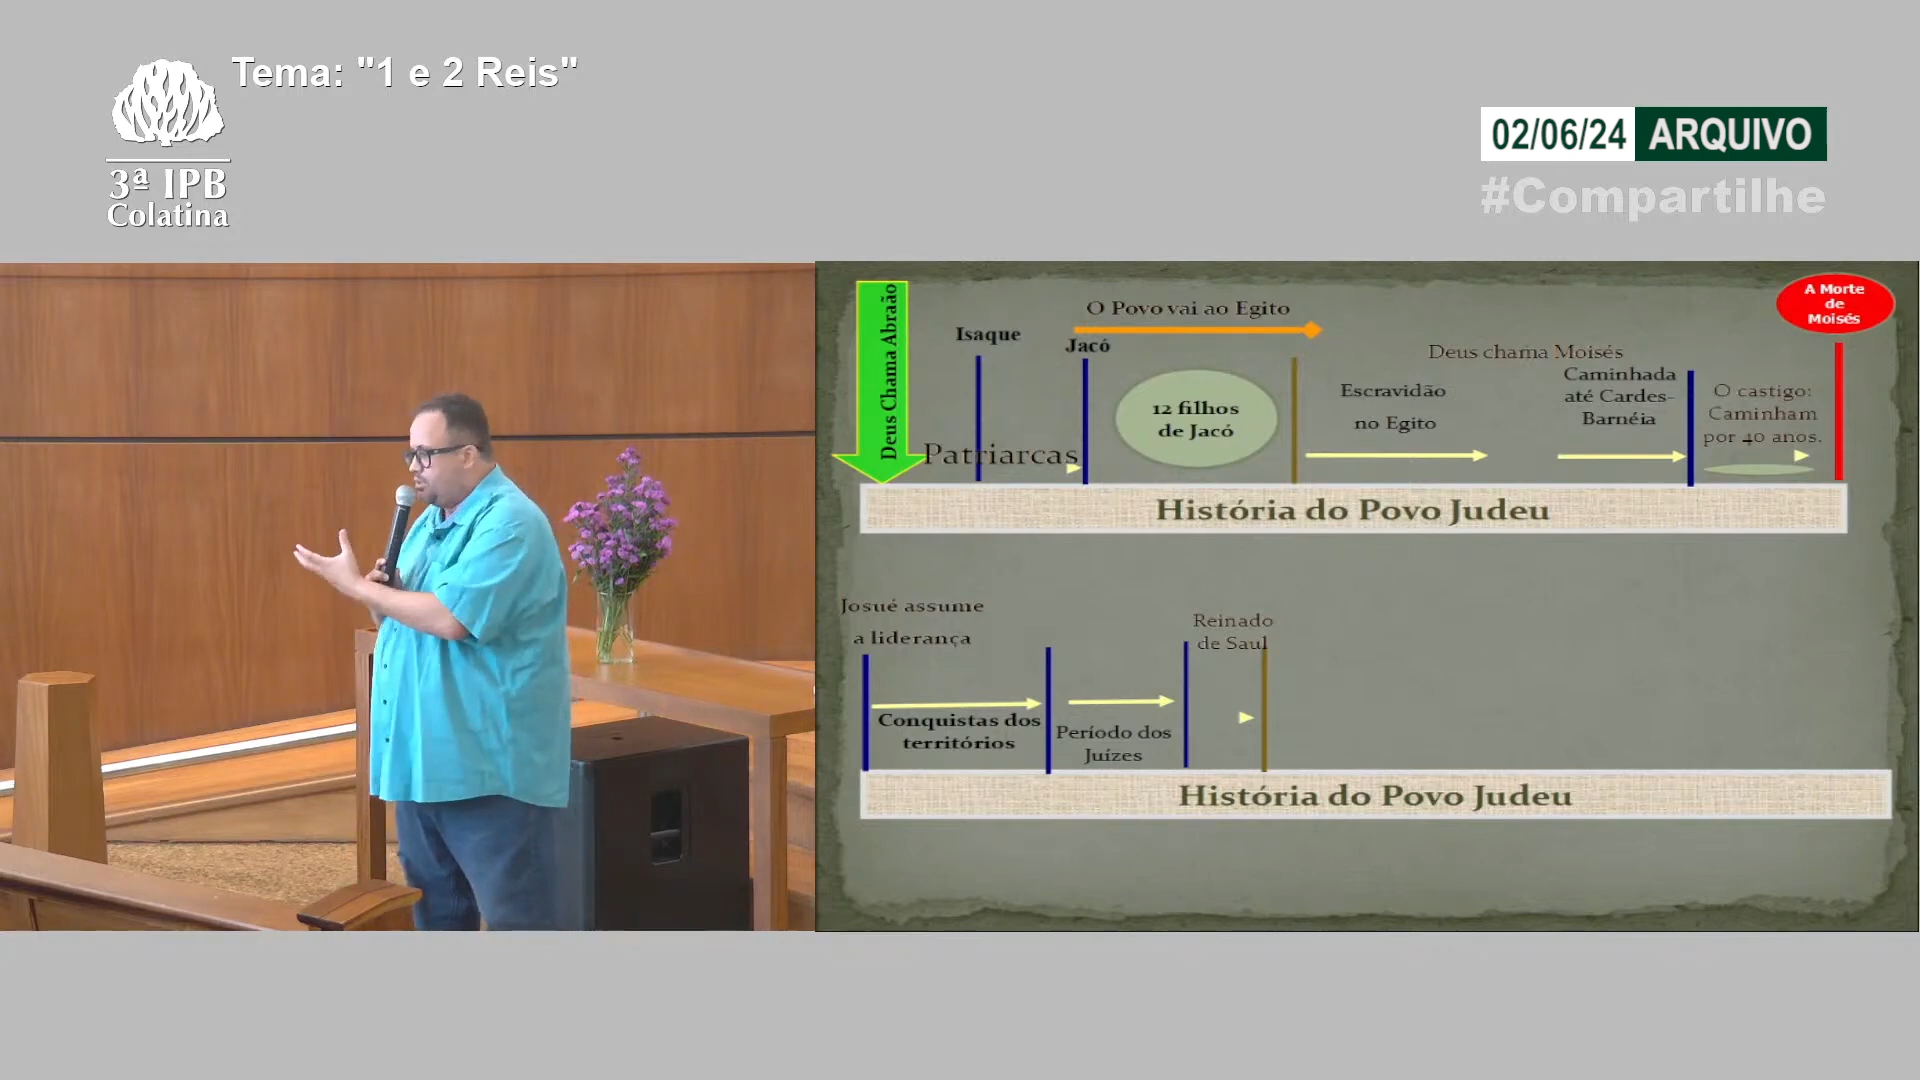 Tema: "1 e 2 Reis"
3ª IPB
Colatina
02/06/24 ARQUIVO
#Compartilhe
Deus Chama Abraão
Isaque
O Povo vai ao Egito
Jacó
Patriarcas
12 filhos
de Jacó
Escravidão
no Egito
Deus chama Moisés
Caminhada
até Cardes-
Barnéia
O castigo:
Caminham
por 40 anos.
A Morte
de
Moisés
História do Povo Judeu
Josué assume
a liderança
Conquistas dos
territórios
Período dos
Juízes
Reinado
de Saul
História do Povo Judeu